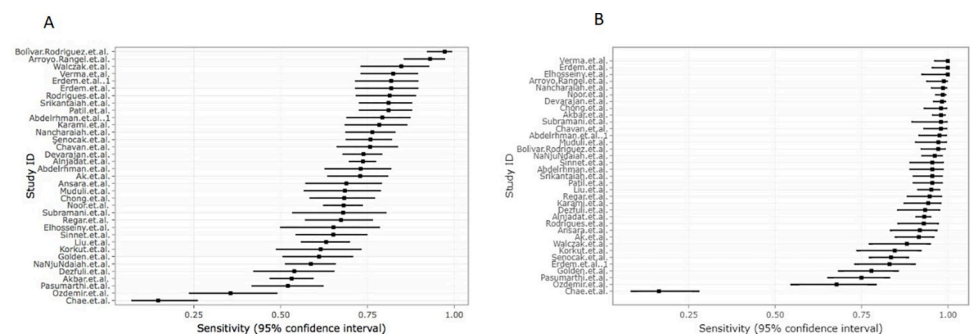 A
Bolívar.Rodriguez.et.al.
Arroyo.Rangel.et.al.
Walczak.et.al.
Verma.et.al.
Erdem.et.al..1
Erdem.et.al.
Rodrigues.et.al.
Srikantaiah.et.al.
Patil.et.al.
Abdelrhman.et.al..1
Karami.et.al.
Nancharaiah.et.al.
Şenocak.et.al.
Chavan.et.al.
Devarajan.et.al.
Alnjadat.et.al.
Abdelrhman.et.al.
Ak.et.al.
Ansara.et.al.
Muduli.et.al.
Chong.et.al.
Noor.et.al.
Subramani.et.al.
Regar.et.al.
Elhosseiny.et.al.
Sinnet.et.al.
Liu.et.al.
Korkut.et.al.
Golden.et.al.
NaNjuNdaiah.et.al.
Dezfuli.et.al.
Akbar.et.al.
Pasumarthi.et.al.
Ozdemir.et.al.
Chae.et.al.
Study ID
0.25 0.50 0.75 1.00
Sensitivity (95% confidence interval)
B
Verma.et.al.
Erdem.et.al.
Elhosseiny.et.al.
Arroyo.Rangel.et.al.
Nancharaiah.et.al.
Noor.et.al.
Devarajan.et.al.
Chong.et.al.
Akbar.et.al.
Subramani.et.al.
Chavan.et.al.
Abdelrhman.et.al..1
Muduli.et.al.
Bolivar.Rodriguez.et.al.
NaNjuNdaiah.et.al.
Sinnet.et.al.
Abdelrhman.et.al.
Srikantaiah.et.al.
Patil.et.al.
Liu.et.al.
Regar.et.al.
Karami.et.al.
Dezfuli.et.al.
Alnjadat.et.al.
Rodrigues.et.al.
Ansara.et.al.
Ak.et.al.
Walczak.et.al.
Korkut.et.al.
Senocak.et.al.
Erdem.et.al..1
Golden.et.al.
Pasumarthi.et.al.
Ozdemir.et.al.
Chae.et.al.
Study ID
0.25 0.50 0.75 1.00
Sensitivity (95% confidence interval)